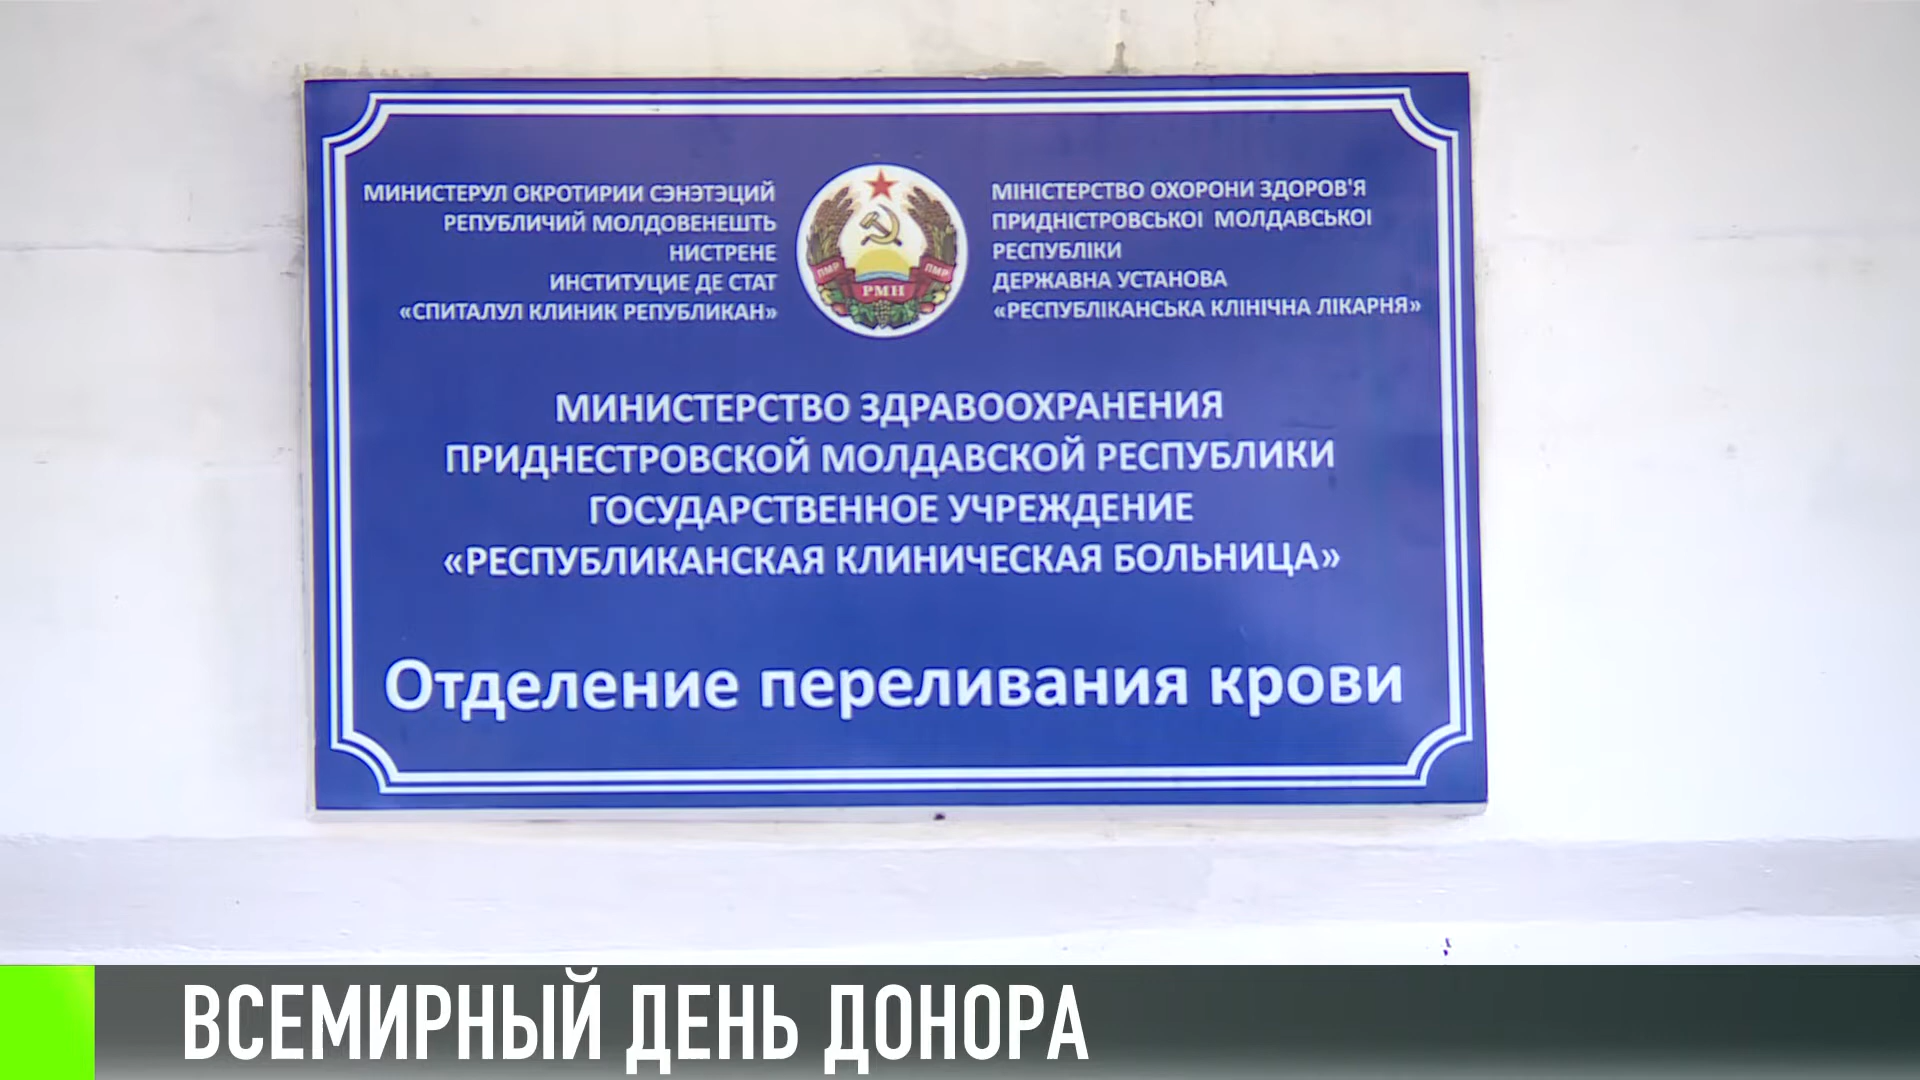 МИНИСТЕРУЛ ОКРОТИРИИ СЭНЭТЭЦИЙ
РЕПУБЛИЧИЙ МОЛДОВЕНЕШТЬ
НИСТРЕНЕ
ИНСТИТУЦИЕ ДЕ СТАТ
«СПИТАЛУЛ КЛИНИК РЕПУБЛИКАН»
ПМР
ПМР
РМН
МІНІСТЕРСТВО ОХОРОНИ ЗДОРОВ'Я
ПРИДНІСТРОВСЬКОІ МОЛДАВСЬКОІ
РЕСПУБЛІКИ
ДЕРЖАВНА УСТАНОВА
«РЕСПУБЛІКАНСЬКА КЛІНІЧНА ЛІКАРНЯ»
МИНИСТЕРСТВО ЗДРАВООХРАНЕНИЯ
ПРИДНЕСТРОВСКОЙ МОЛДАВСКОЙ РЕСПУБЛИКИ
ГОСУДАРСТВЕННОЕ УЧРЕЖДЕНИЕ
«РЕСПУБЛИКАНСКАЯ КЛИНИЧЕСКАЯ БОЛЬНИЦА»
Отделение переливания крови
ВСЕМИРНЫЙ ДЕНЬ ДОНОРА